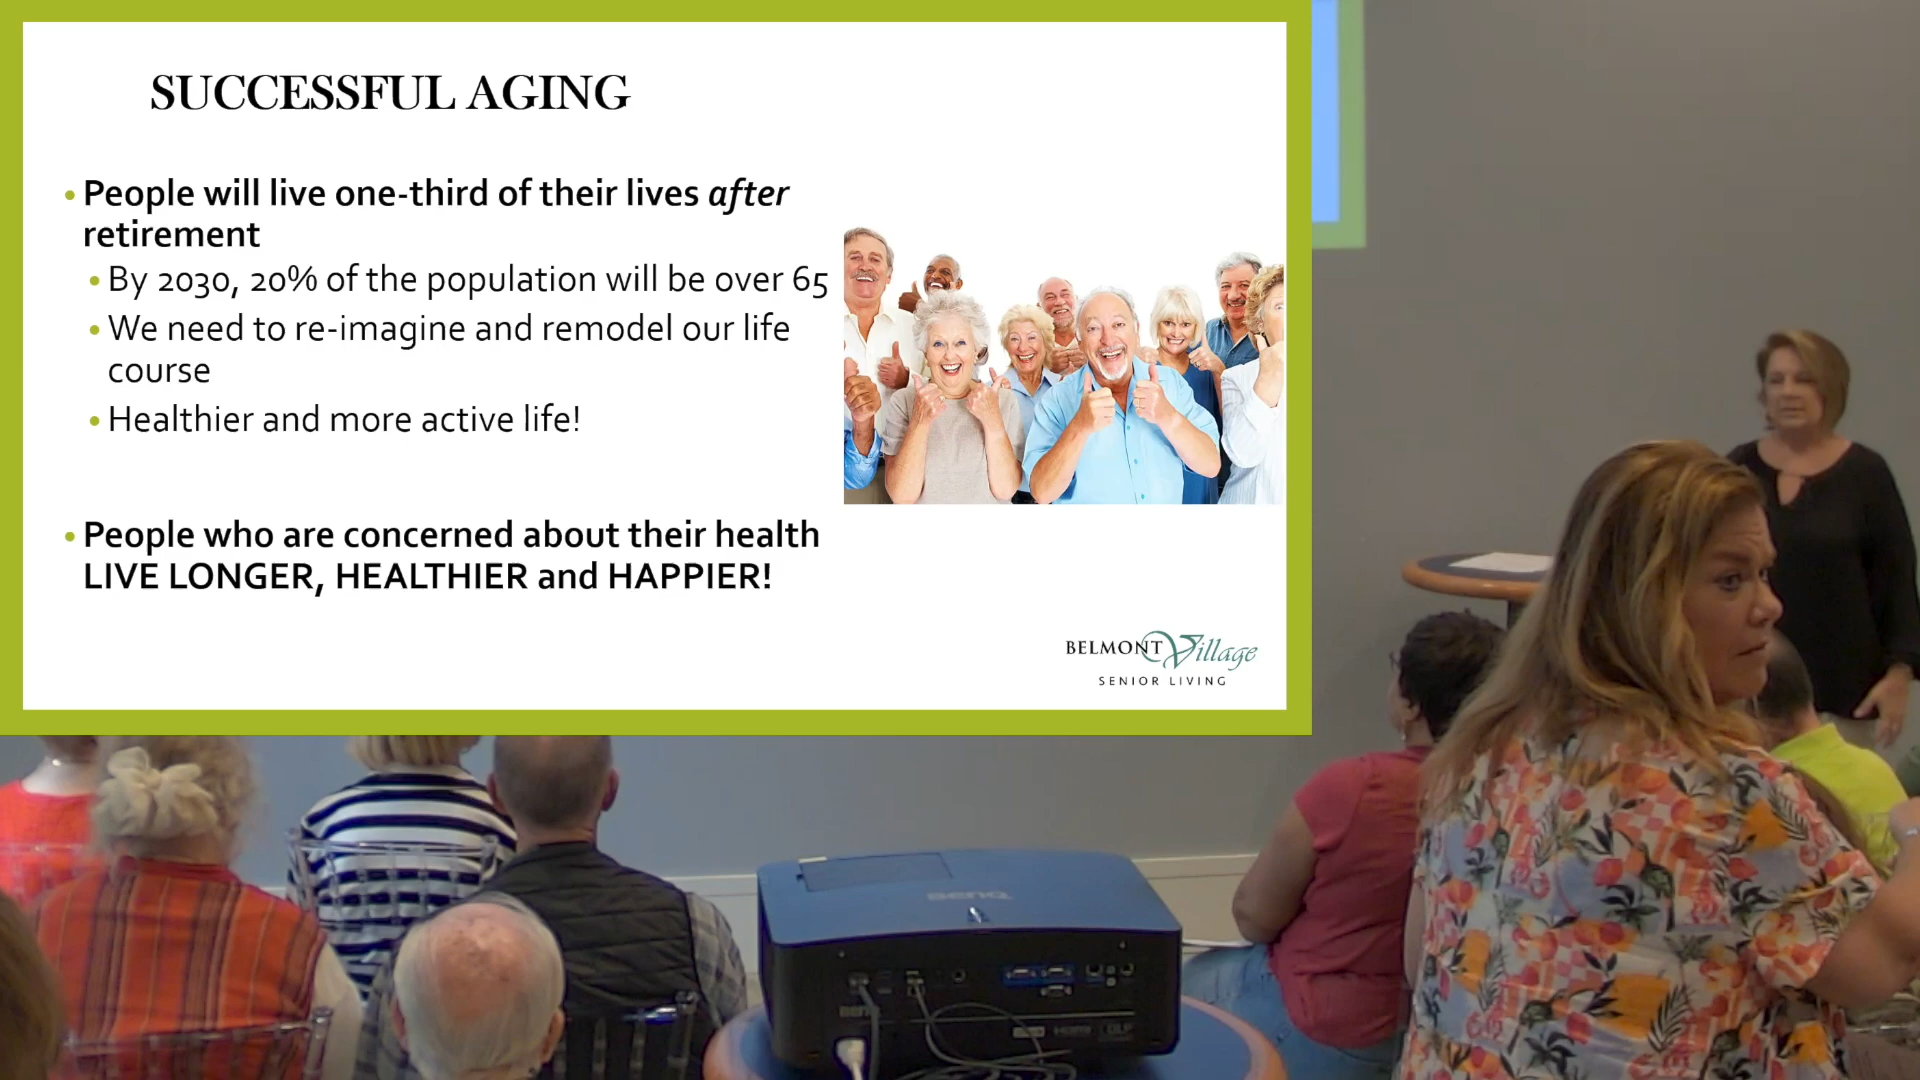 SUCCESSFUL AGING
• People will live one-third of their lives after
retirement
• By 2030, 20% of the population will be over 65
• We need to re-imagine and remodel our life
course
• Healthier and more active life!
• People who are concerned about their health
LIVE LONGER, HEALTHIER and HAPPIER!
BELMONT Village
SENIOR LIVING
BenQ